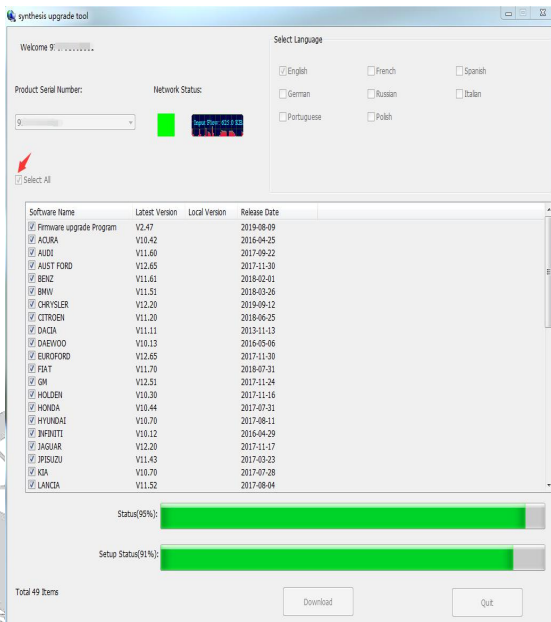 synthesis upgrade tool
Welcome 9
Select Language
English French Spanish
German Russian Italian
Portuguese Polish
Product Serial Number: Network Status:
9
Input Flow: 625.0 KB
Select All
Software Name Latest Version Local Version Release Date
Firmware upgrade Program V2.47 2019-08-09
ACURA V10.42 2016-04-25
AUDI V11.60 2017-09-22
AUST FORD V12.65 2017-11-30
BENZ V11.61 2018-02-01
BMW V11.51 2018-03-26
CHRYSLER V12.20 2019-09-12
CITROEN V11.20 2018-06-25
DACIA V11.11 2013-11-13
DAEWOO V10.13 2016-05-06
EUROFORD V12.65 2017-11-30
FIAT V11.70 2018-07-31
GM V12.51 2017-11-24
HOLDEN V10.30 2017-11-16
HONDA V10.44 2017-07-31
HYUNDAI V10.70 2017-08-11
INFINITI V10.12 2016-04-29
JAGUAR V12.20 2017-11-17
JPISUZU V11.43 2017-03-23
KIA V10.70 2017-07-28
LANCIA V11.52 2017-08-04
Status(95%):
Setup Status(91%):
Total 49 Items
Download Quit